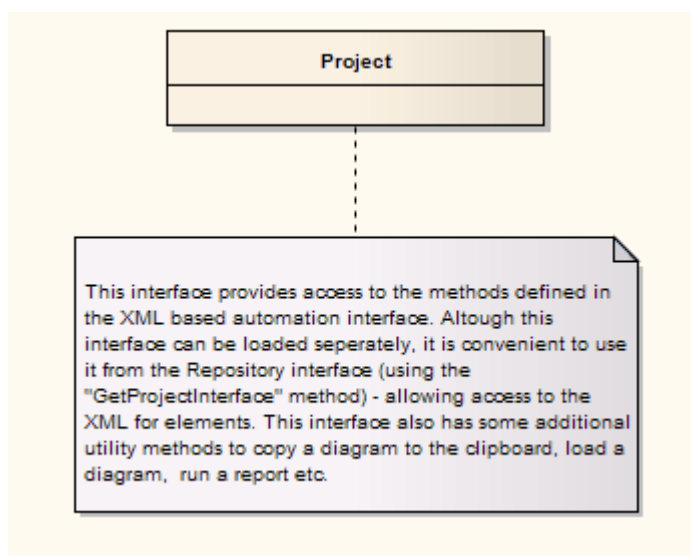 Project
This interface provides access to the methods defined in
the XML based automation interface. Altough this
interface can be loaded seperately, it is convenient to use
it from the Repository interface (using the
"GetProjectInterface" method) - allowing access to the
XML for elements. This interface also has some additional
utility methods to copy a diagram to the clipboard, load a
diagram,  run a report etc.